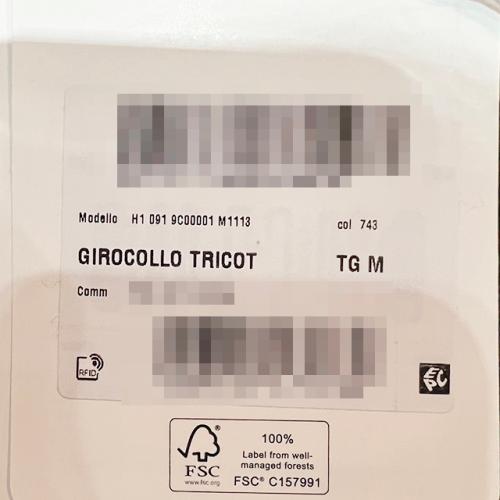 Modello H1 091 9C00001 M1113 col 743
GIROCOLLO TRICOT TG M
Comm
RFID
EPC
FSC
www.fsc.org
100%
Label from well-
managed forests
FSC® C157991